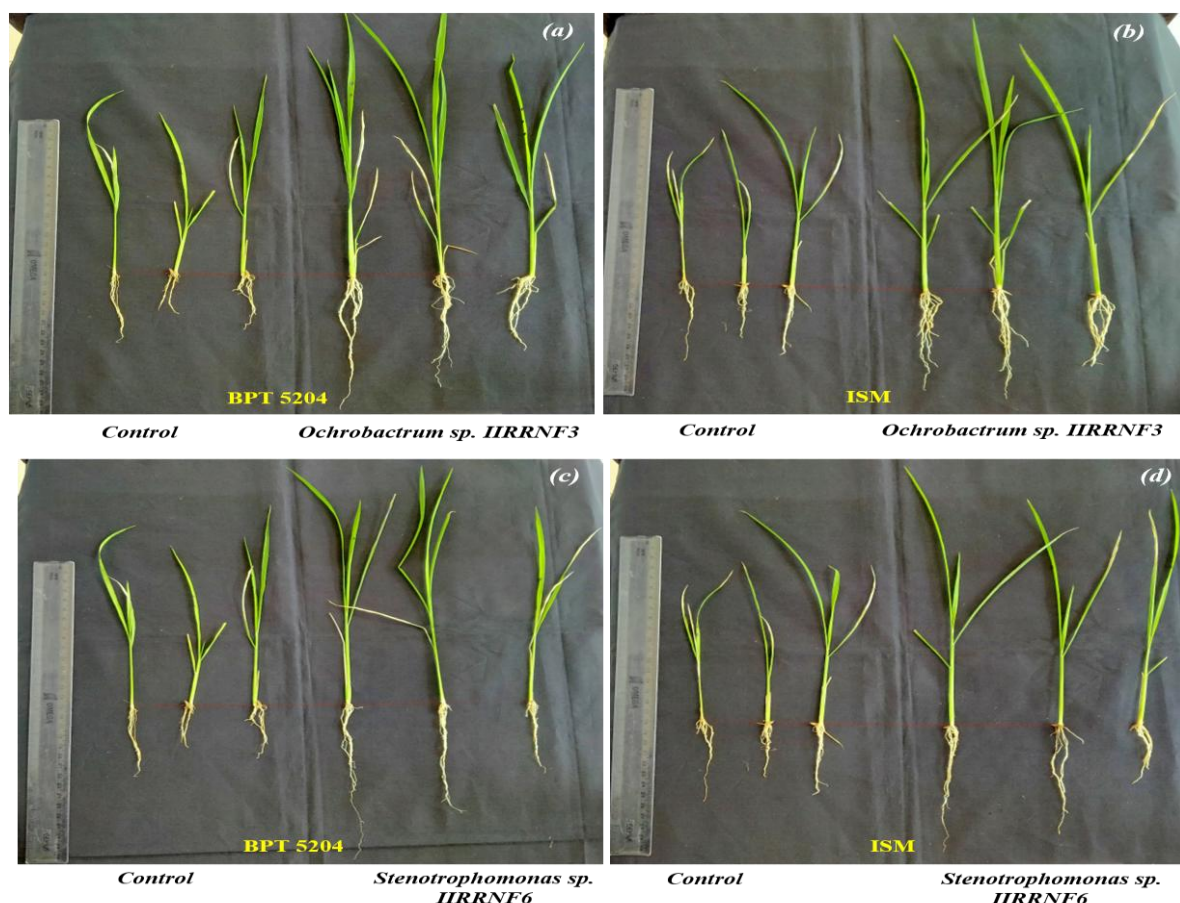 (a)
BPT 5204
(b)
ISM
Control
Ochrobactrum sp. IIRRNF3
Control
Ochrobactrum sp. IIRRNF3
(c)
BPT 5204
(d)
ISM
Control
Stenotrophomonas sp.
IIRRNF6
Control
Stenotrophomonas sp.
IIRRNF6